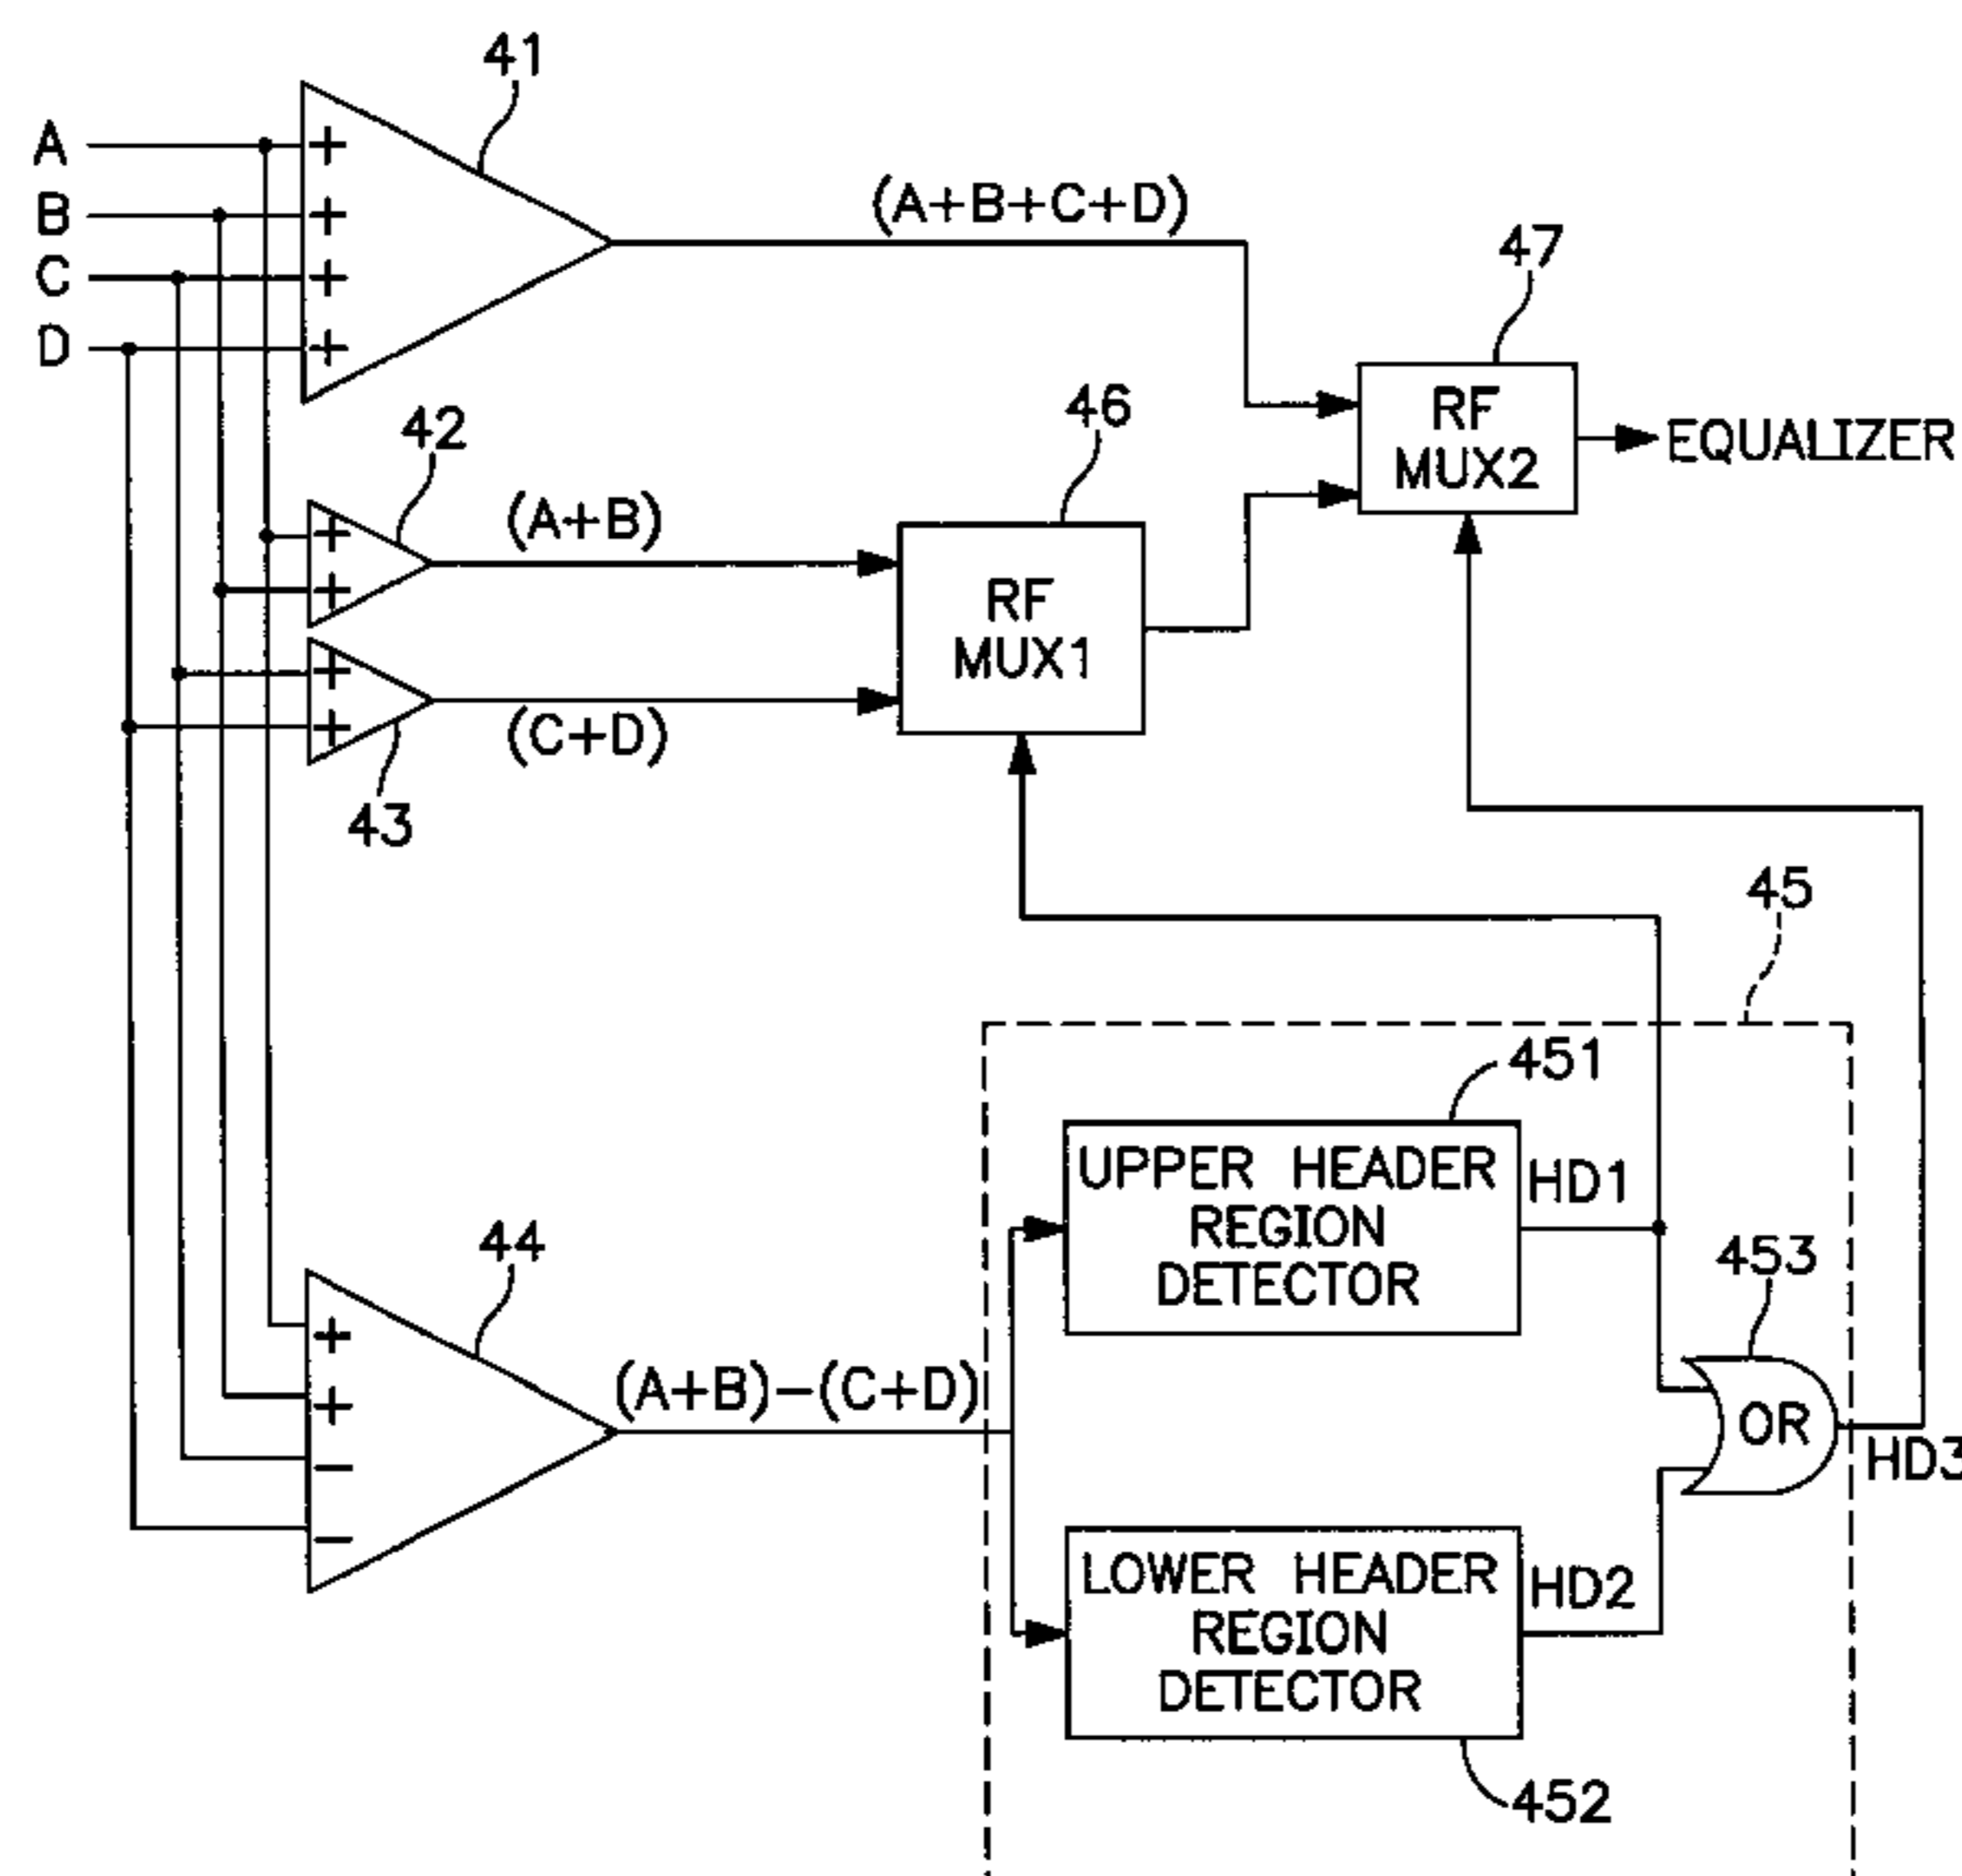 41
A
B
C
D
+
+
+
+
(A+B+C+D)
47
RF
MUX2
EQUALIZER
42
+
+
(A+B)
46
RF
MUX1
+
+
(C+D)
43
45
451
UPPER HEADER
REGION
DETECTOR
HD1
44
+
+
−
−
(A+B)−(C+D)
453
OR
HD3
LOWER HEADER
REGION
DETECTOR
HD2
452